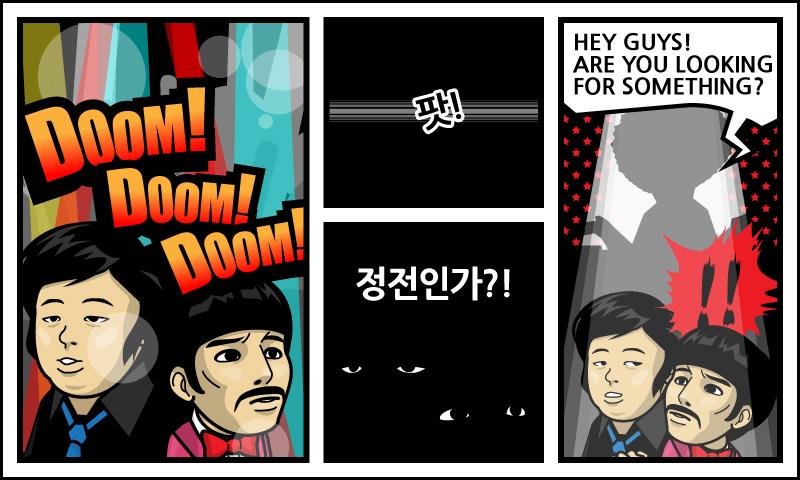 DOOM!
DOOM!
DOOM!
팟!
정전인가?!
HEY GUYS!
ARE YOU LOOKING
FOR SOMETHING?
!!